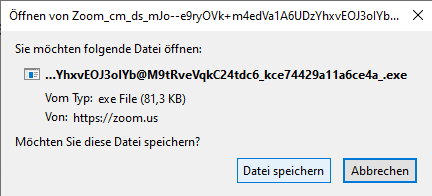 Öffnen von Zoom_cm_ds_mJo--e9ryOVk+m4edVa1A6UDzYhxvEOJ3olYb...
Sie möchten folgende Datei öffnen:
...YhxvEOJ3olYb@M9tRveVqkC24tdc6_kce74429a11a6ce4a_.exe
Vom Typ: exe File (81,3 KB)
Von: https://zoom.us
Möchten Sie diese Datei speichern?
Datei speichern
Abbrechen